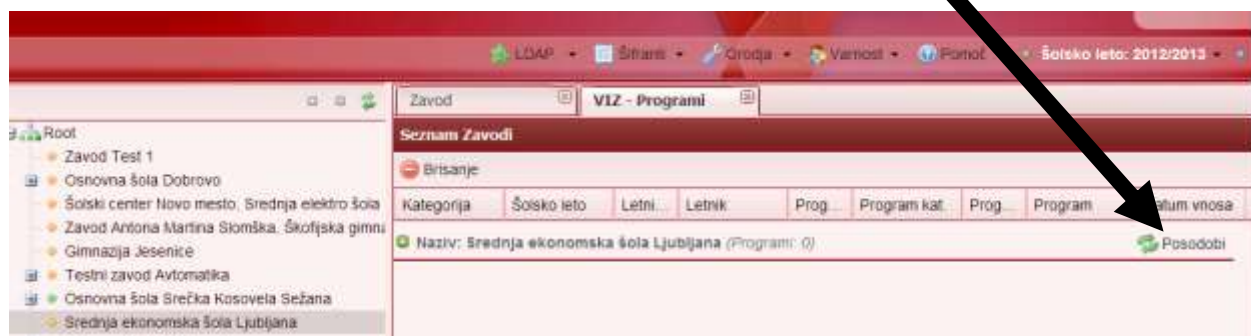 LDAP Šifranti Orodja Varnost Pomoč Šolsko leto: 2012/2013
Zavod VIZ - Programi
Root
Zavod Test 1
Osnovna šola Dobrovo
Šolski center Novo mesto, Srednja elektro šola
Zavod Antona Martina Slomška, Škofijska gimna
Gimnazija Jesenice
Testni zavod Avtomatika
Osnovna šola Srečka Kosovela Sežana
Srednja ekonomska šola Ljubljana
Seznam Zavodi
Brisanje
Kategorija Šolsko leto Letni... Letnik Prog... Program kat. Prog... Program atum vnosa
Naziv: Srednja ekonomska šola Ljubljana (Programi: 0) Posodobi